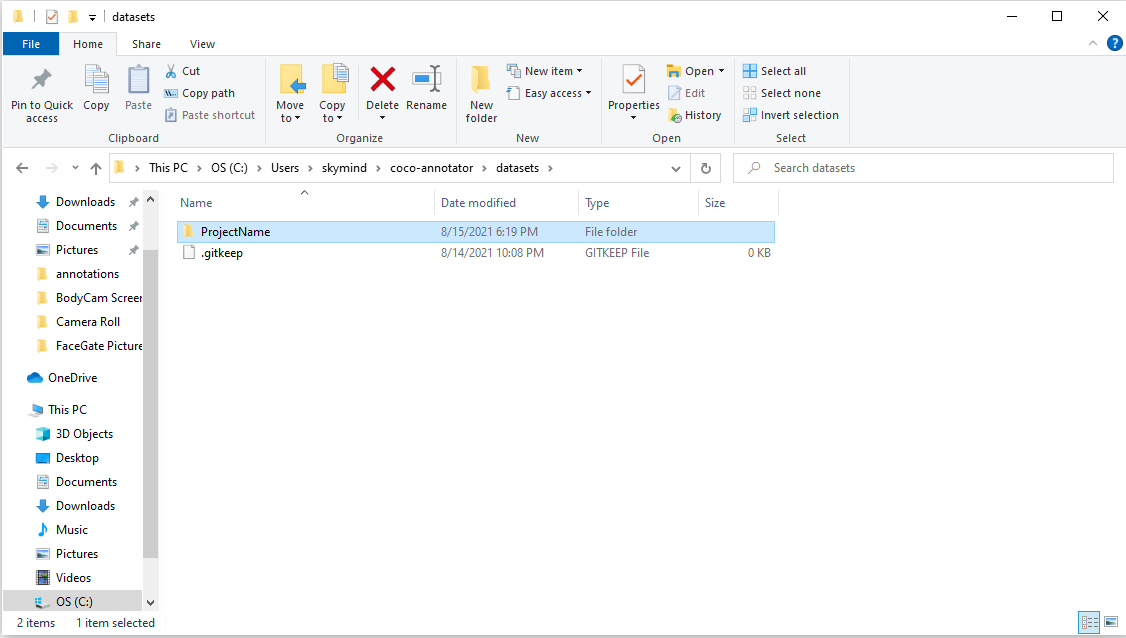 datasets
File Home Share View
Pin to Quick access
Copy
Paste
Cut
Copy path
Paste shortcut
Clipboard
Move to
Copy to
Delete
Rename
Organize
New folder
New item
Easy access
New
Properties
Open
Edit
History
Open
Select all
Select none
Invert selection
Select
This PC > OS (C:) > Users > skymind > coco-annotator > datasets >
Search datasets
Downloads
Documents
Pictures
annotations
BodyCam Screen
Camera Roll
FaceGate Picture
OneDrive
This PC
3D Objects
Desktop
Documents
Downloads
Music
Pictures
Videos
OS (C:)
Name Date modified Type Size
ProjectName 8/15/2021 6:19 PM File folder
.gitkeep 8/14/2021 10:08 PM GITKEEP File 0 KB
2 items 1 item selected